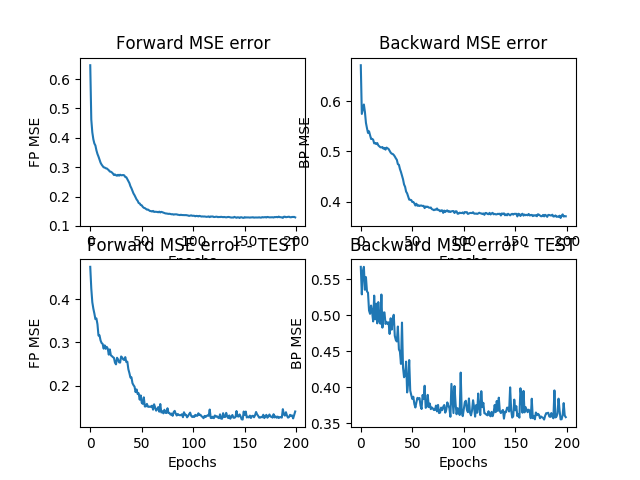 Forward MSE error
FP MSE
0.6
0.5
0.4
0.3
0.2
0.1
0 50 100 150 200
Epochs
Backward MSE error
BP MSE
0.6
0.5
0.4
0 50 100 150 200
Forward MSE error - TEST
FP MSE
0.4
0.3
0.2
0 50 100 150 200
Epochs
Backward MSE error - TEST
BP MSE
0.55
0.50
0.45
0.40
0.35
0 50 100 150 200
Epochs